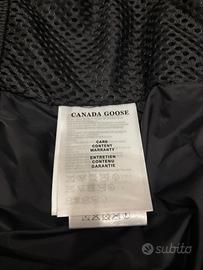 CANADA GOOSE
CARE
CONTENT
WARRANTY
ENTRETIEN
CONTENU
GARANTIE
subito